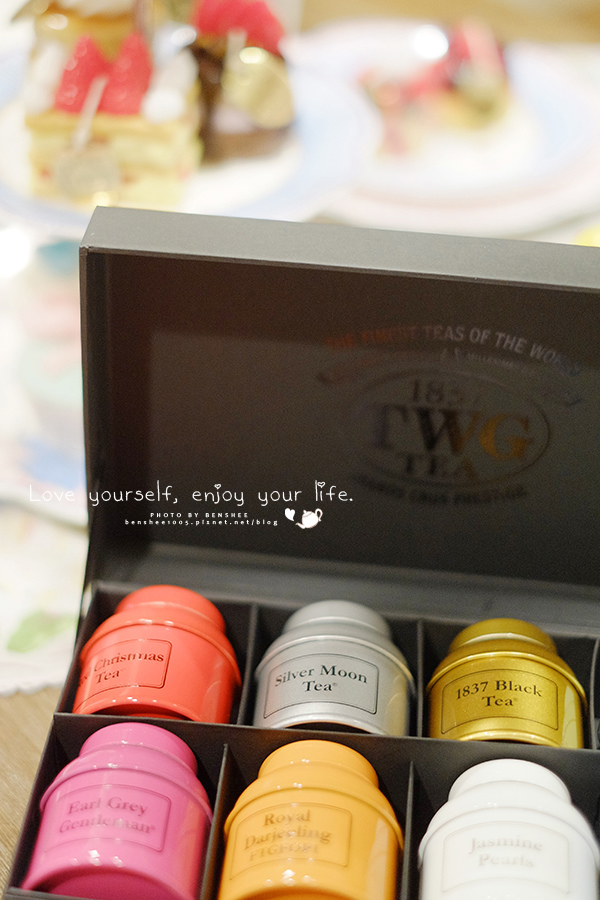 THE FINEST TEAS OF THE WORLD
1837
TWG
TEA
Love yourself, enjoy your life.
PHOTO BY BENSHEE
benshee1005.pixnet.net/blog
Christmas
Tea
Silver Moon
Tea
1837 Black
Tea
Earl Grey
Gentleman
Royal
Darjeeling
FTGFOP1
Jasmine
Pearls